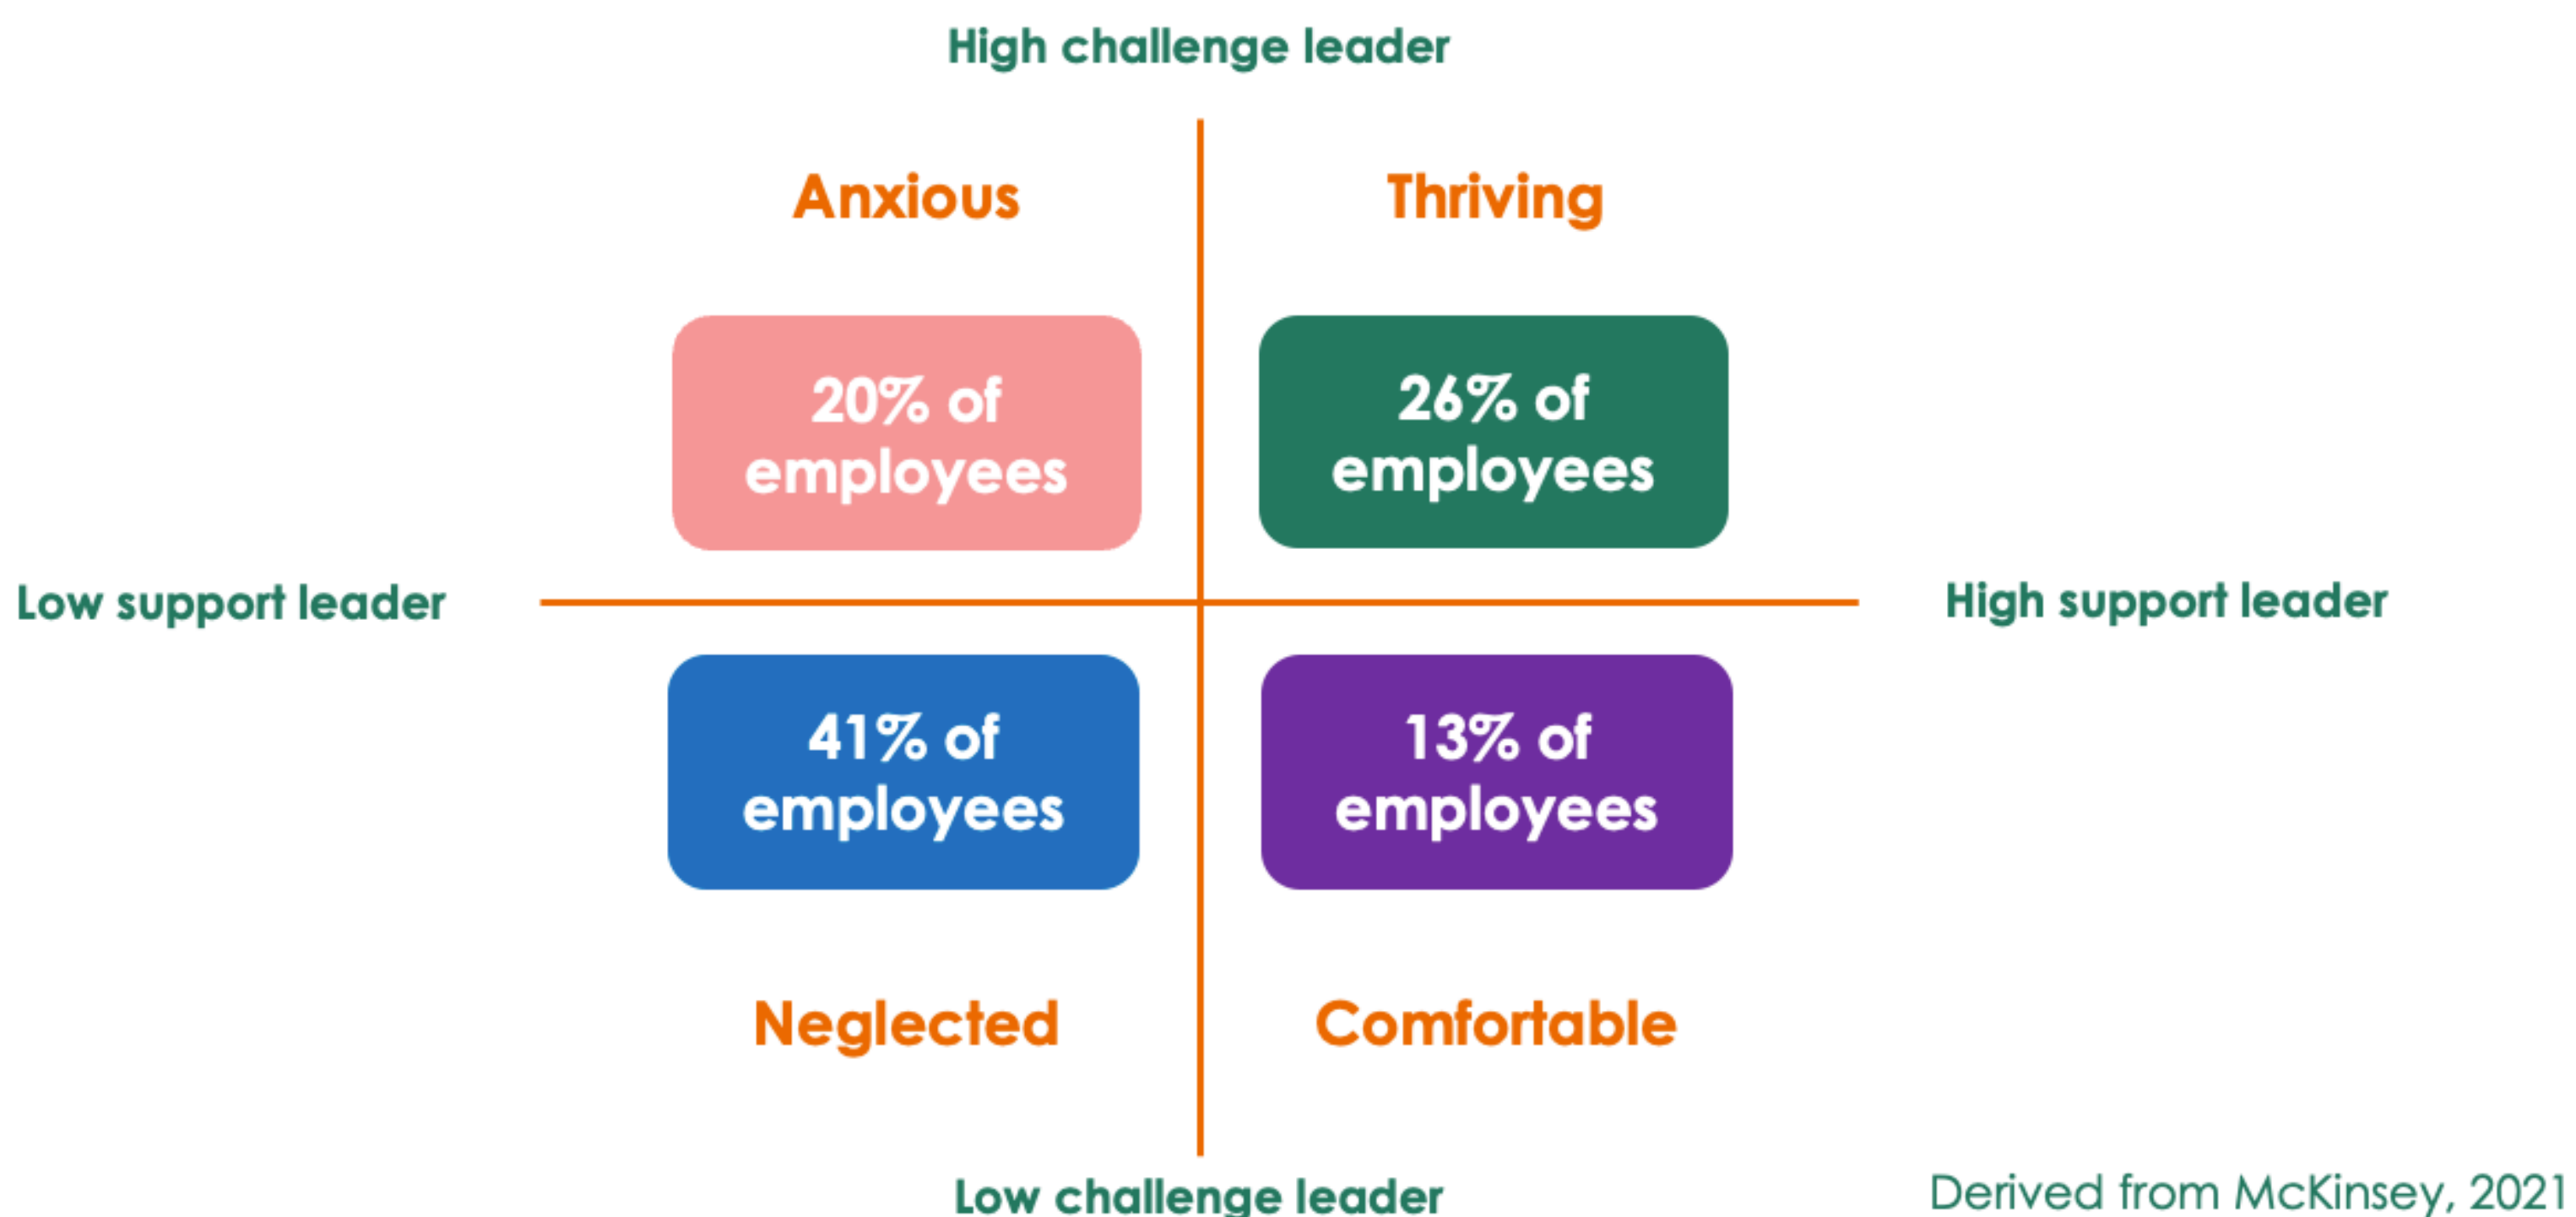 High challenge leader
Anxious
Thriving
20% of
employees
26% of
employees
Low support leader
High support leader
41% of
employees
13% of
employees
Neglected
Comfortable
Low challenge leader
Derived from McKinsey, 2021